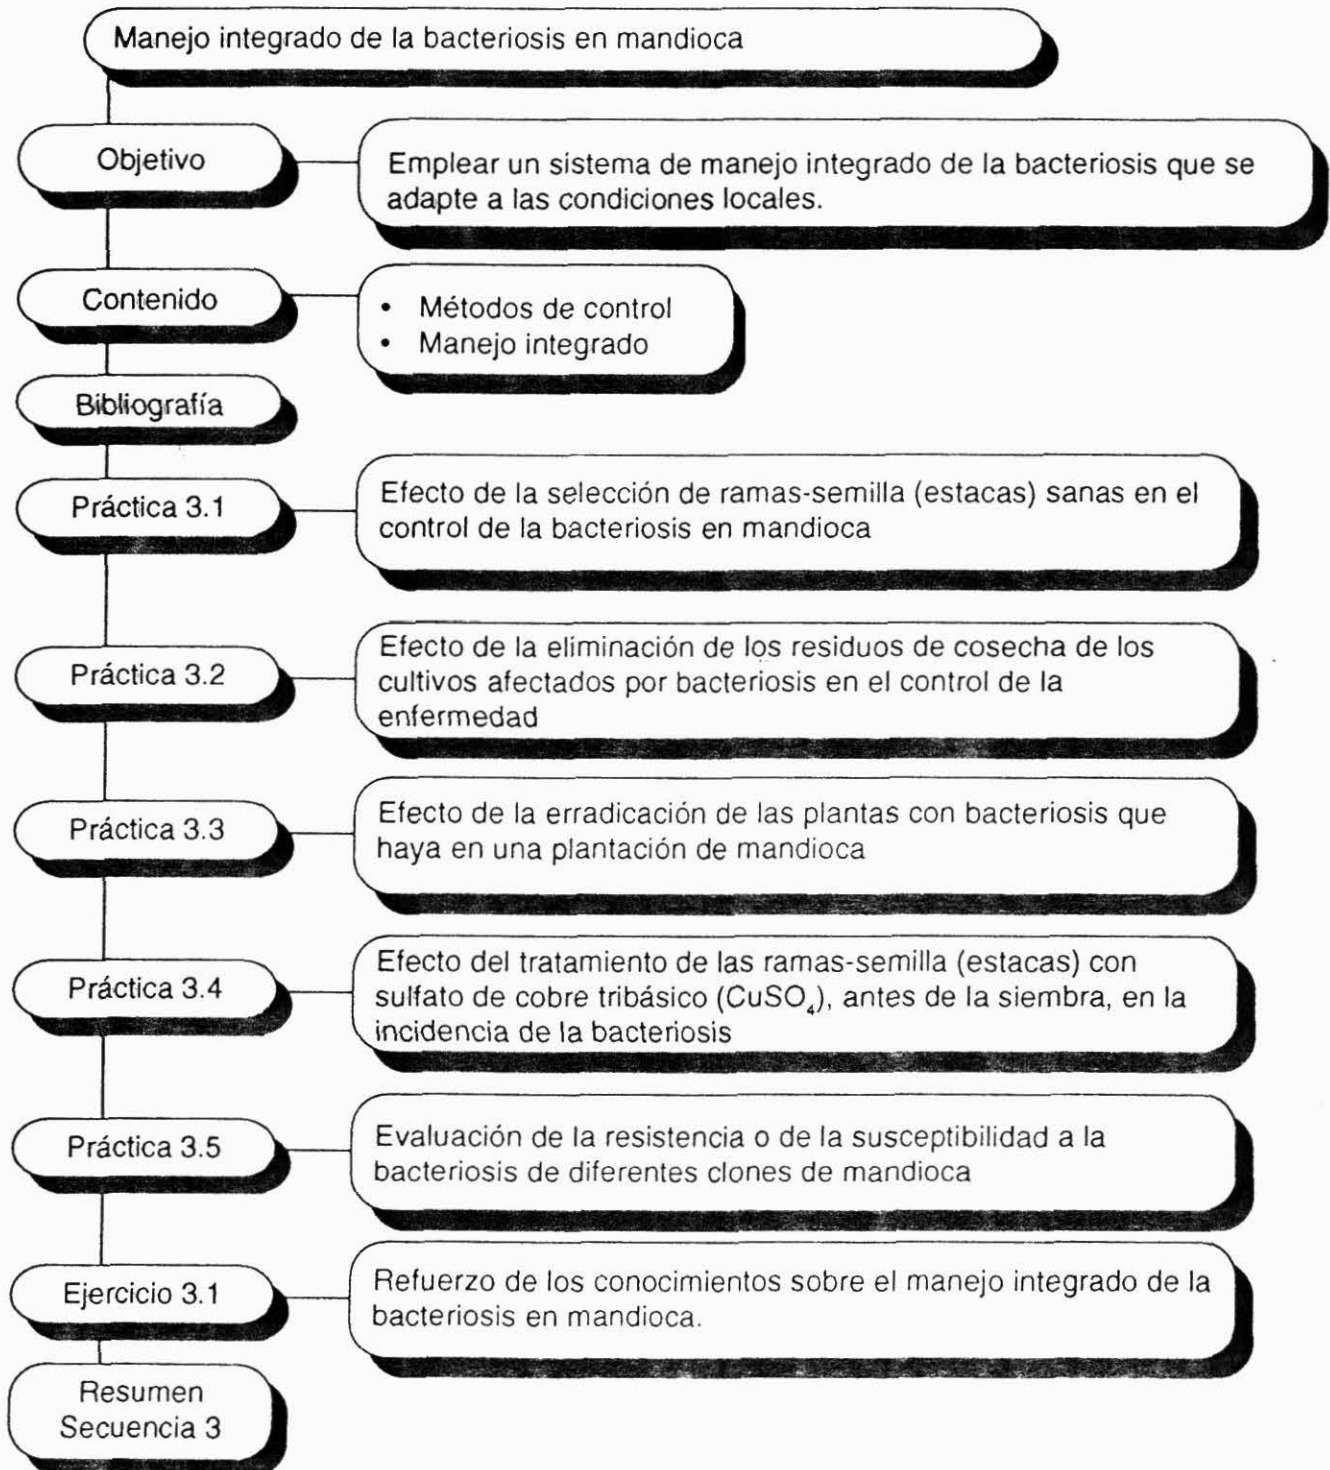 Manejo integrado de la bacteriosis en mandioca
Objetivo
Emplear un sistema de manejo integrado de la bacteriosis que se
adapte a las condiciones locales.
Contenido
• Métodos de control
• Manejo integrado
Bibliografía
Práctica 3.1
Efecto de la selección de ramas-semilla (estacas) sanas en el
control de la bacteriosis en mandioca
Práctica 3.2
Efecto de la eliminación de los residuos de cosecha de los
cultivos afectados por bacteriosis en el control de la
enfermedad
Práctica 3.3
Efecto de la erradicación de las plantas con bacteriosis que
haya en una plantación de mandioca
Práctica 3.4
Efecto del tratamiento de las ramas-semilla (estacas) con
sulfato de cobre tribásico (CuSO₄), antes de la siembra, en la
incidencia de la bacteriosis
Práctica 3.5
Evaluación de la resistencia o de la susceptibilidad a la
bacteriosis de diferentes clones de mandioca
Ejercicio 3.1
Refuerzo de los conocimientos sobre el manejo integrado de la
bacteriosis en mandioca.
Resumen
Secuencia 3